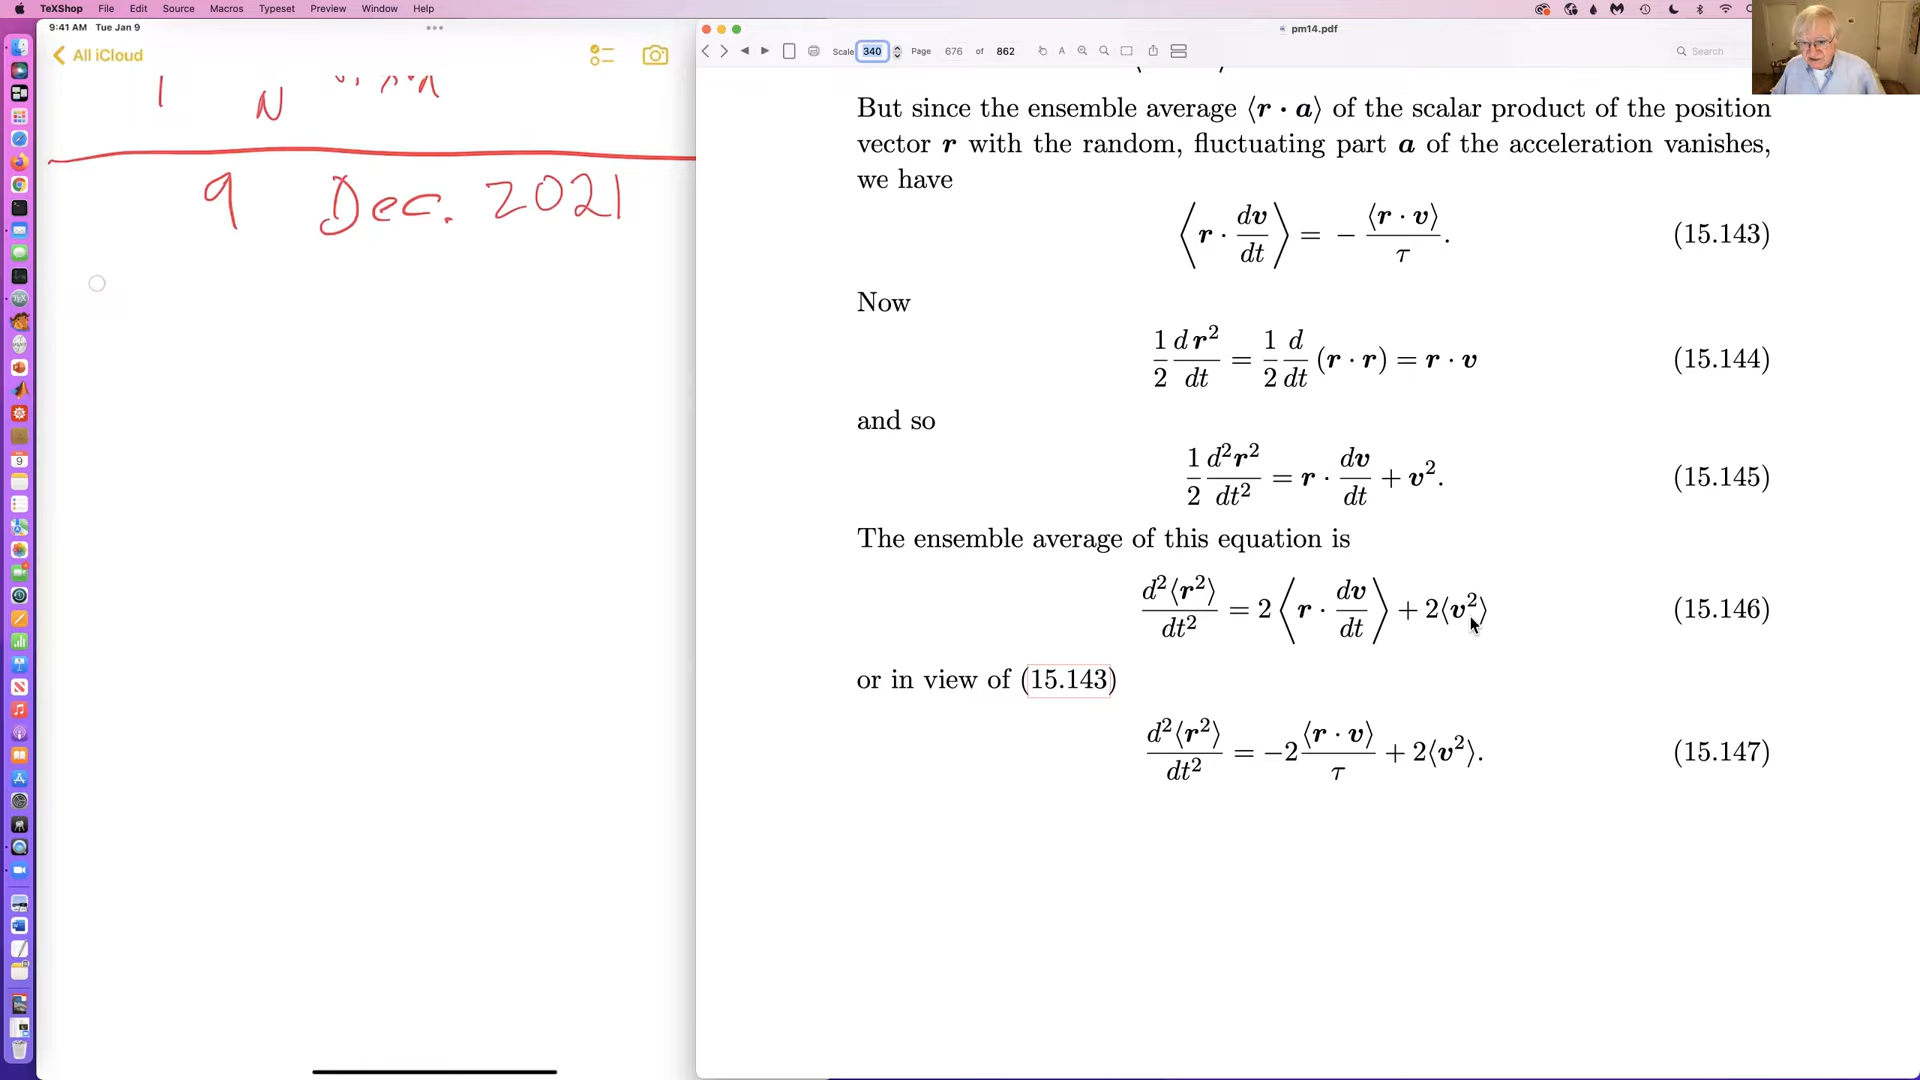 TeXShop File Edit Source Macros Typeset Preview Window Help
9:41 AM Tue Jan 9
All iCloud
N
9 Dec. 2021
pm14.pdf
Scale 340 Page 676 of 862 Search
But since the ensemble average ⟨r · a⟩ of the scalar product of the position
vector r with the random, fluctuating part a of the acceleration vanishes,
we have
⟨r · dv/dt⟩ = − ⟨r · v⟩/τ. (15.143)
Now
1/2 d r²/dt = 1/2 d/dt (r · r) = r · v (15.144)
and so
1/2 d²r²/dt² = r · dv/dt + v². (15.145)
The ensemble average of this equation is
d²⟨r²⟩/dt² = 2⟨r · dv/dt⟩ + 2⟨v²⟩ (15.146)
or in view of (15.143)
d²⟨r²⟩/dt² = −2 ⟨r · v⟩/τ + 2⟨v²⟩. (15.147)